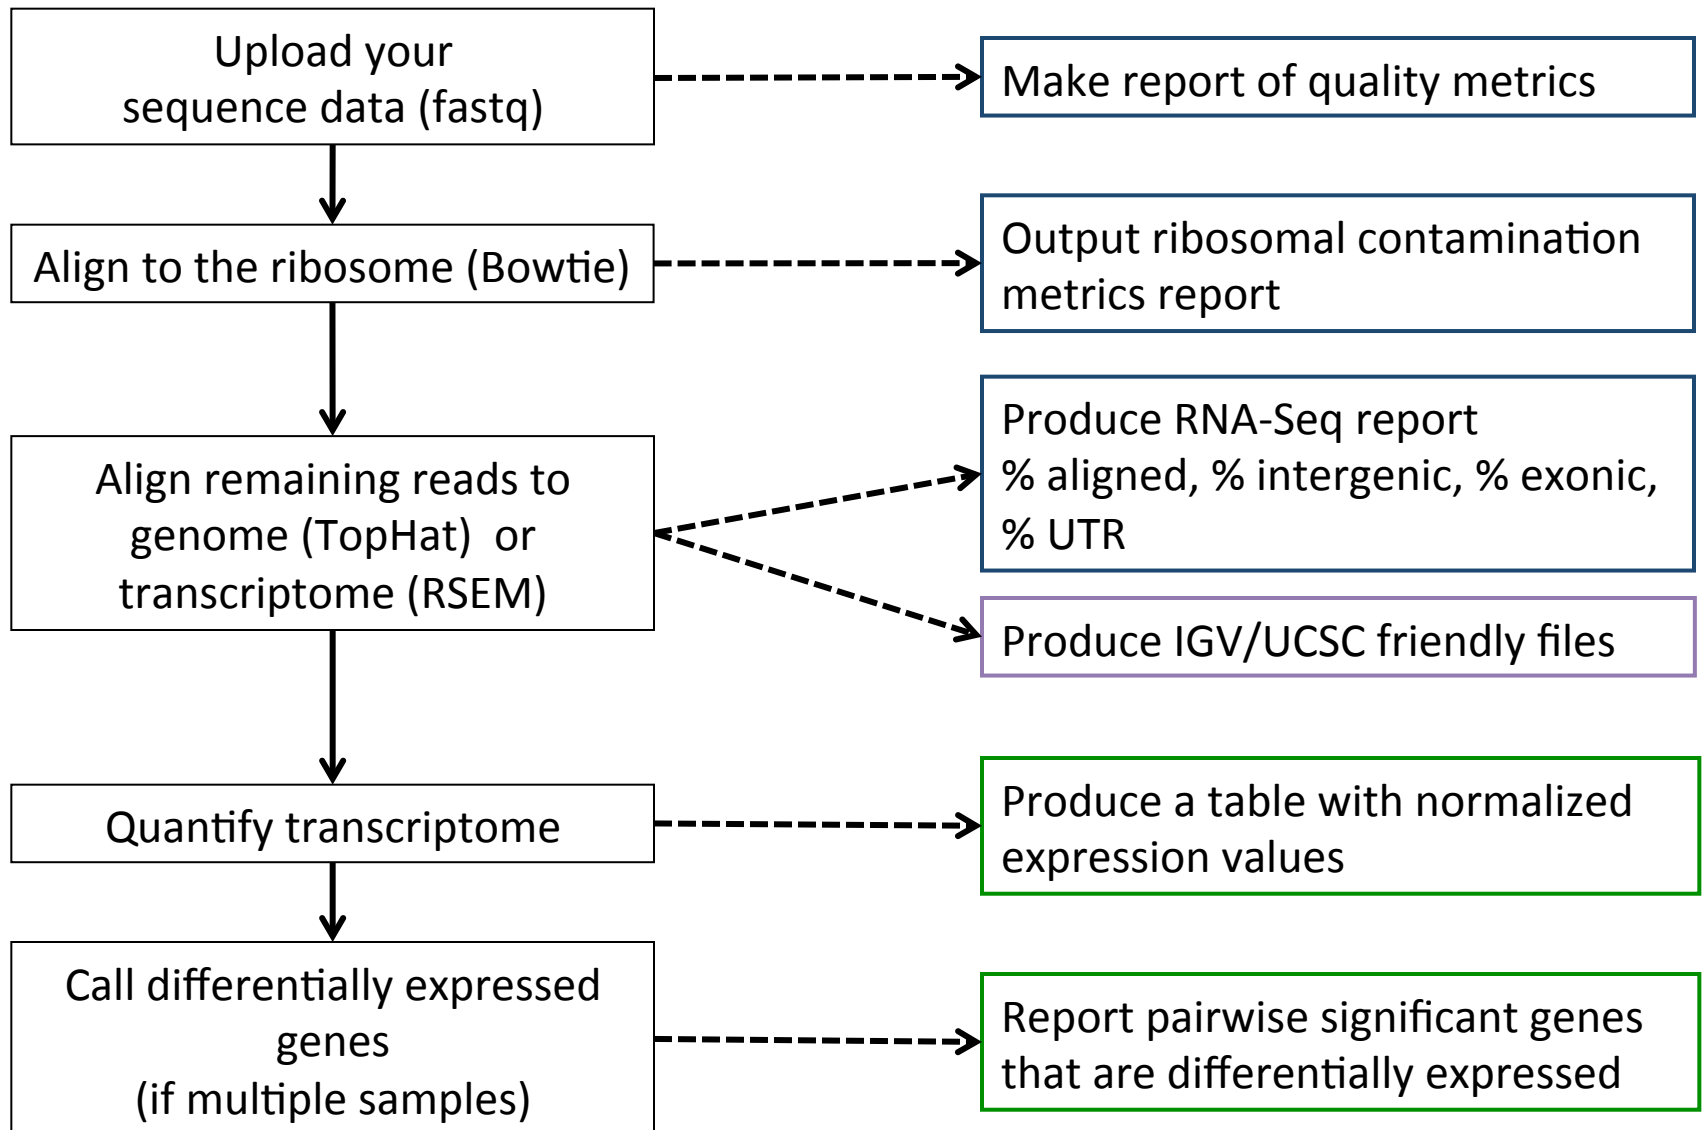 Upload your
sequence data (fastq)
Make report of quality metrics
Align to the ribosome (Bowtie)
Output ribosomal contamination
metrics report
Align remaining reads to
genome (TopHat)  or
transcriptome (RSEM)
Produce RNA-Seq report
% aligned, % intergenic, % exonic,
% UTR
Produce IGV/UCSC friendly files
Quantify transcriptome
Produce a table with normalized
expression values
Call differentially expressed
genes
(if multiple samples)
Report pairwise significant genes
that are differentially expressed